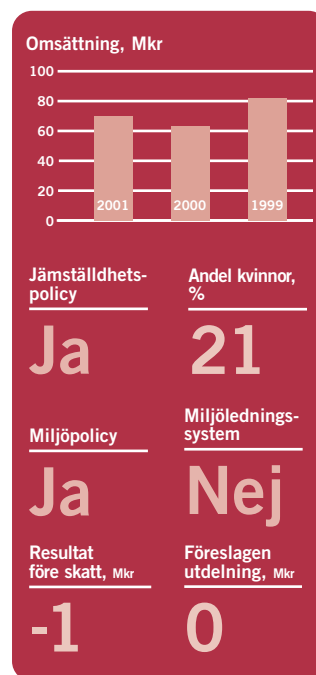 Omsättning, Mkr
100
80
60
40
20
0
2001
2000
1999
Jämställdhets-
policy
Ja
Andel kvinnor,
%
21
Miljöpolicy
Ja
Miljölednings-
system
Nej
Resultat
före skatt, Mkr
-1
Föreslagen
utdelning, Mkr
0